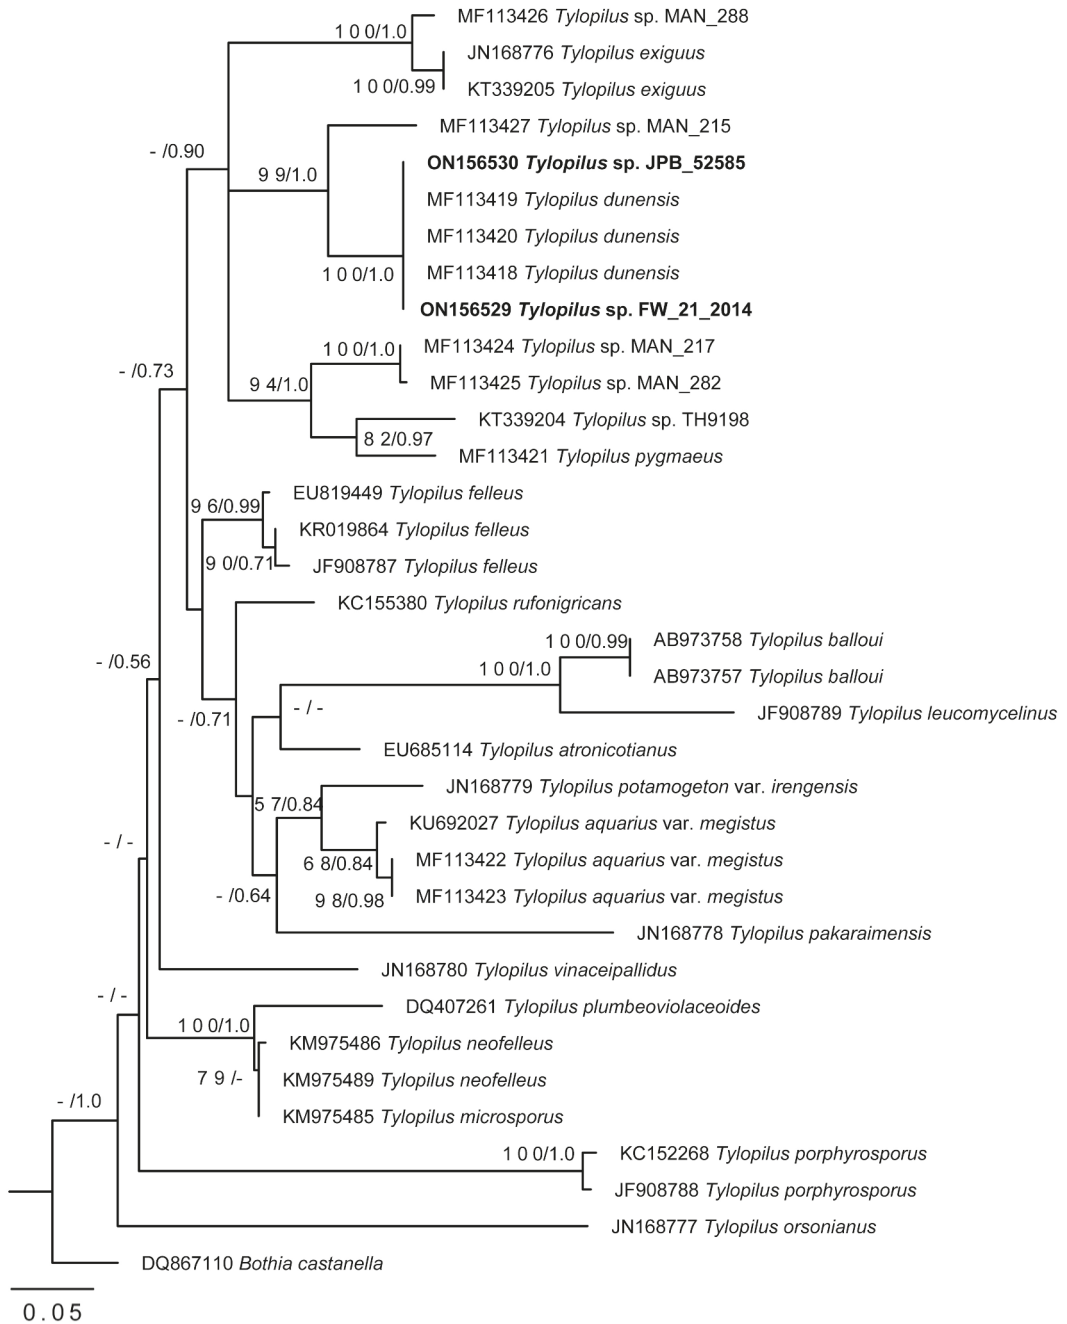 MF113426 Tylopilus sp. MAN_288
1 0 0/1.0
JN168776 Tylopilus exiguus
1 0 0/0.99
KT339205 Tylopilus exiguus
MF113427 Tylopilus sp. MAN_215
- /0.90
ON156530 Tylopilus sp. JPB_52585
9 9/1.0
MF113419 Tylopilus dunensis
MF113420 Tylopilus dunensis
MF113418 Tylopilus dunensis
1 0 0/1.0
ON156529 Tylopilus sp. FW_21_2014
1 0 0/1.0
MF113424 Tylopilus sp. MAN_217
- /0.73
9 4/1.0
MF113425 Tylopilus sp. MAN_282
KT339204 Tylopilus sp. TH9198
8 2/0.97
MF113421 Tylopilus pygmaeus
EU819449 Tylopilus felleus
9 6/0.99
KR019864 Tylopilus felleus
9 0/0.71
JF908787 Tylopilus felleus
KC155380 Tylopilus rufonigricans
1 0 0/0.99
AB973758 Tylopilus balloui
- /0.56
1 0 0/1.0
AB973757 Tylopilus balloui
- / -
JF908789 Tylopilus leucomycelinus
- /0.71
EU685114 Tylopilus atronicotianus
JN168779 Tylopilus potamogeton var. irengensis
5 7/0.84
KU692027 Tylopilus aquarius var. megistus
- / -
6 8/0.84
MF113422 Tylopilus aquarius var. megistus
- /0.64
9 8/0.98
MF113423 Tylopilus aquarius var. megistus
JN168778 Tylopilus pakaraimensis
JN168780 Tylopilus vinaceipallidus
- / -
DQ407261 Tylopilus plumbeoviolaceoides
1 0 0/1.0
KM975486 Tylopilus neofelleus
7 9 /-
KM975489 Tylopilus neofelleus
- /1.0
KM975485 Tylopilus microsporus
1 0 0/1.0
KC152268 Tylopilus porphyrosporus
JF908788 Tylopilus porphyrosporus
JN168777 Tylopilus orsonianus
DQ867110 Bothia castanella
0.05